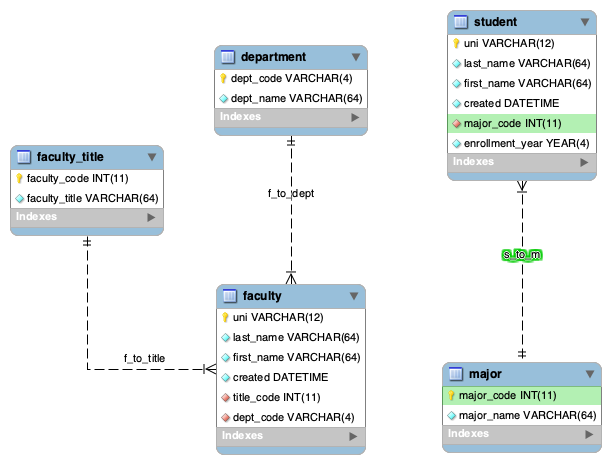 student
uni VARCHAR(12)
last_name VARCHAR(64)
first_name VARCHAR(64)
created DATETIME
major_code INT(11)
enrollment_year YEAR(4)
Indexes
department
dept_code VARCHAR(4)
dept_name VARCHAR(64)
Indexes
faculty_title
faculty_code INT(11)
faculty_title VARCHAR(64)
Indexes
f_to_dept
s_to_m
faculty
uni VARCHAR(12)
last_name VARCHAR(64)
first_name VARCHAR(64)
created DATETIME
title_code INT(11)
dept_code VARCHAR(4)
Indexes
f_to_title
major
major_code INT(11)
major_name VARCHAR(64)
Indexes